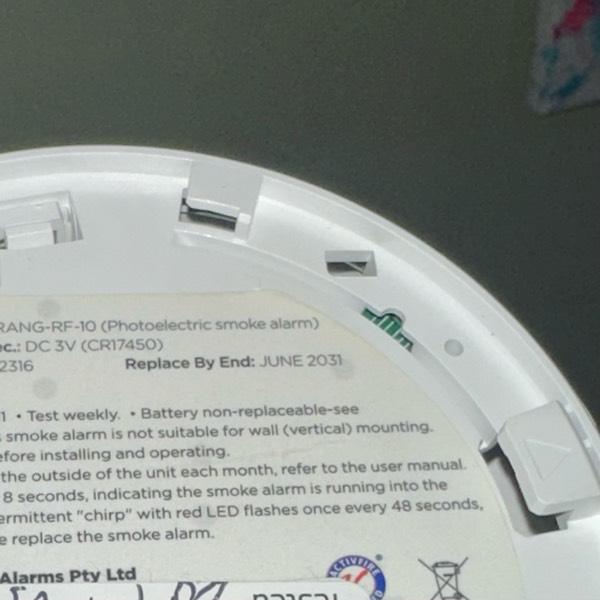 RANG-RF-10 (Photoelectric smoke alarm)
ec.: DC 3V (CR17450)
2316 Replace By End: JUNE 2031
1 • Test weekly. • Battery non-replaceable-see
smoke alarm is not suitable for wall (vertical) mounting.
efore installing and operating.
the outside of the unit each month, refer to the user manual.
8 seconds, indicating the smoke alarm is running into the
ermittent "chirp" with red LED flashes once every 48 seconds,
e replace the smoke alarm.
Alarms Pty Ltd
ACTIVFIRE ®